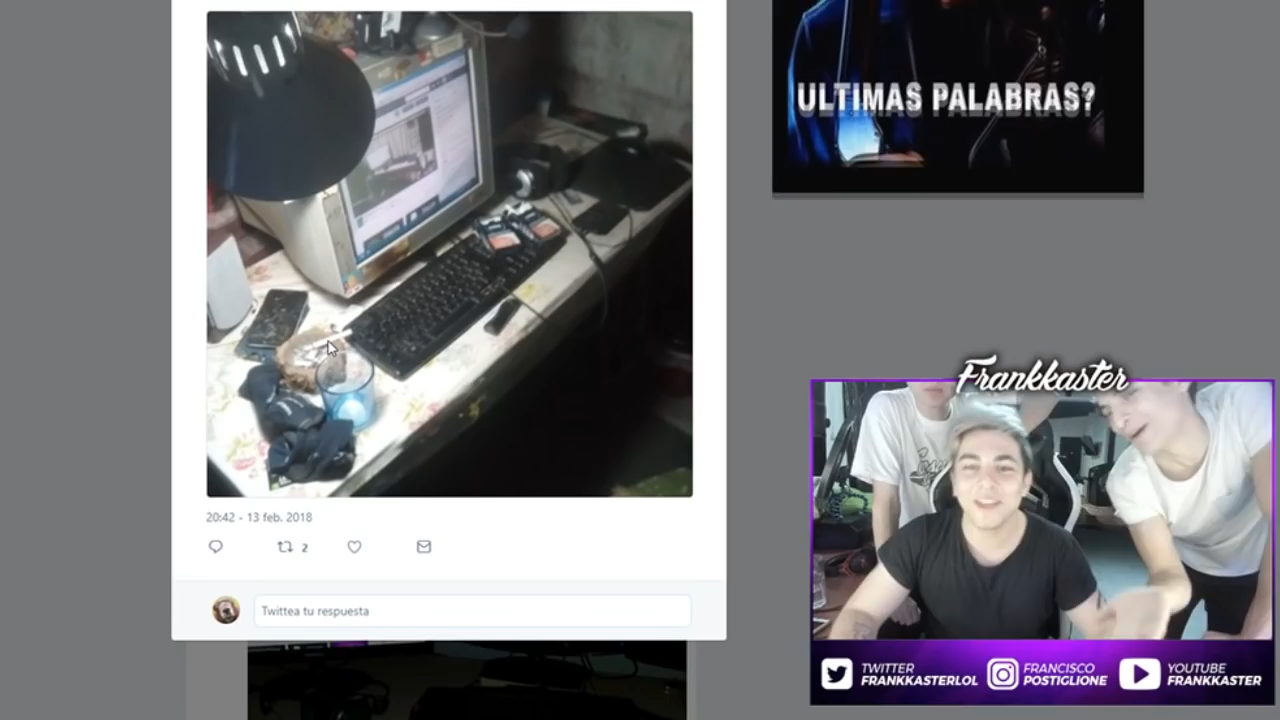 ULTIMAS PALABRAS?
Frankkaster
20:42 - 13 feb. 2018
2
Twittea tu respuesta
TWITTER
FRANKKASTERLOL
FRANCISCO
POSTIGLIONE
YOUTUBE
FRANKKASTER